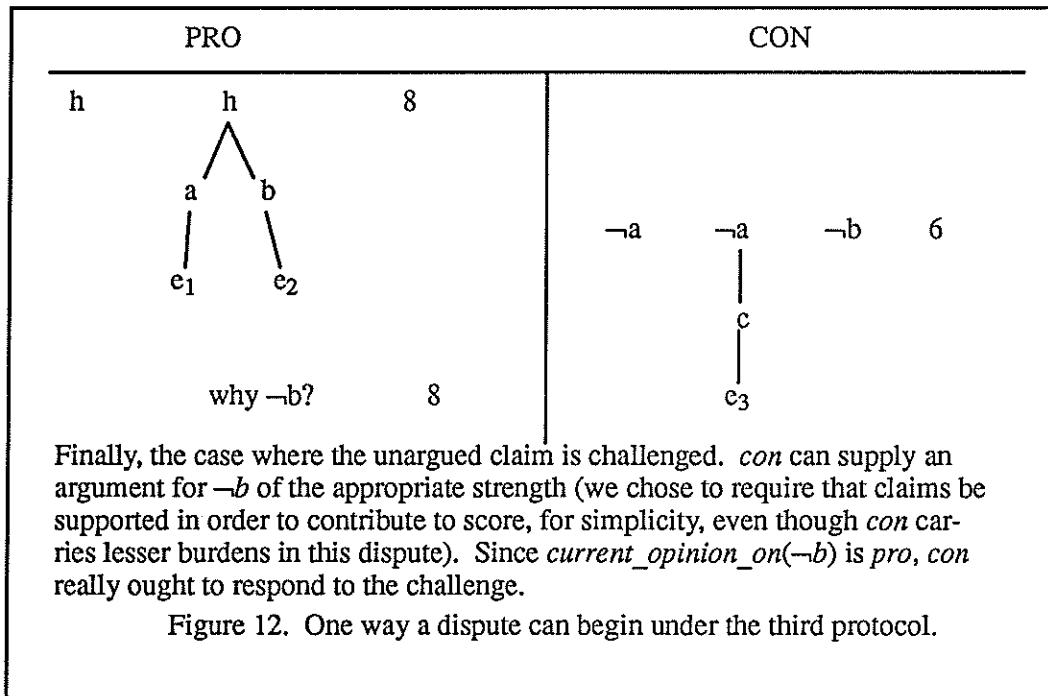 PRO CON
h h 8
a b
¬a ¬a ¬b 6
e1 e2
c
why ¬b? 8 e3
Finally, the case where the unargued claim is challenged. con can supply an
argument for ¬b of the appropriate strength (we chose to require that claims be
supported in order to contribute to score, for simplicity, even though con car-
ries lesser burdens in this dispute). Since current_opinion_on(¬b) is pro, con
really ought to respond to the challenge.
Figure 12. One way a dispute can begin under the third protocol.